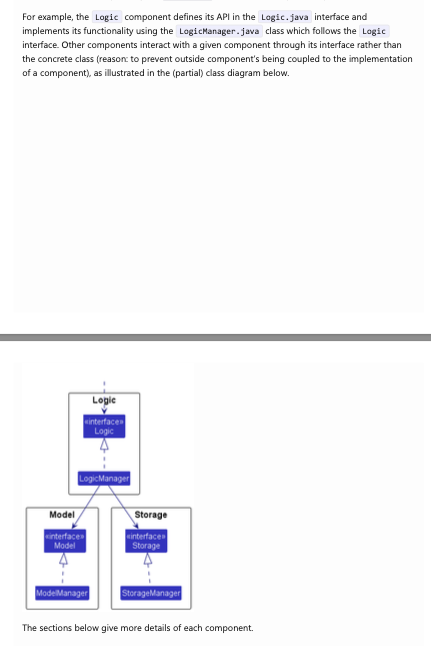 For example, the Logic component defines its API in the Logic.java interface and
implements its functionality using the LogicManager.java class which follows the Logic
interface. Other components interact with a given component through its interface rather than
the concrete class (reason: to prevent outside component's being coupled to the implementation
of a component), as illustrated in the (partial) class diagram below.
Logic
«interface»
Logic
LogicManager
Model
Storage
«interface»
Model
«interface»
Storage
ModelManager
StorageManager
The sections below give more details of each component.